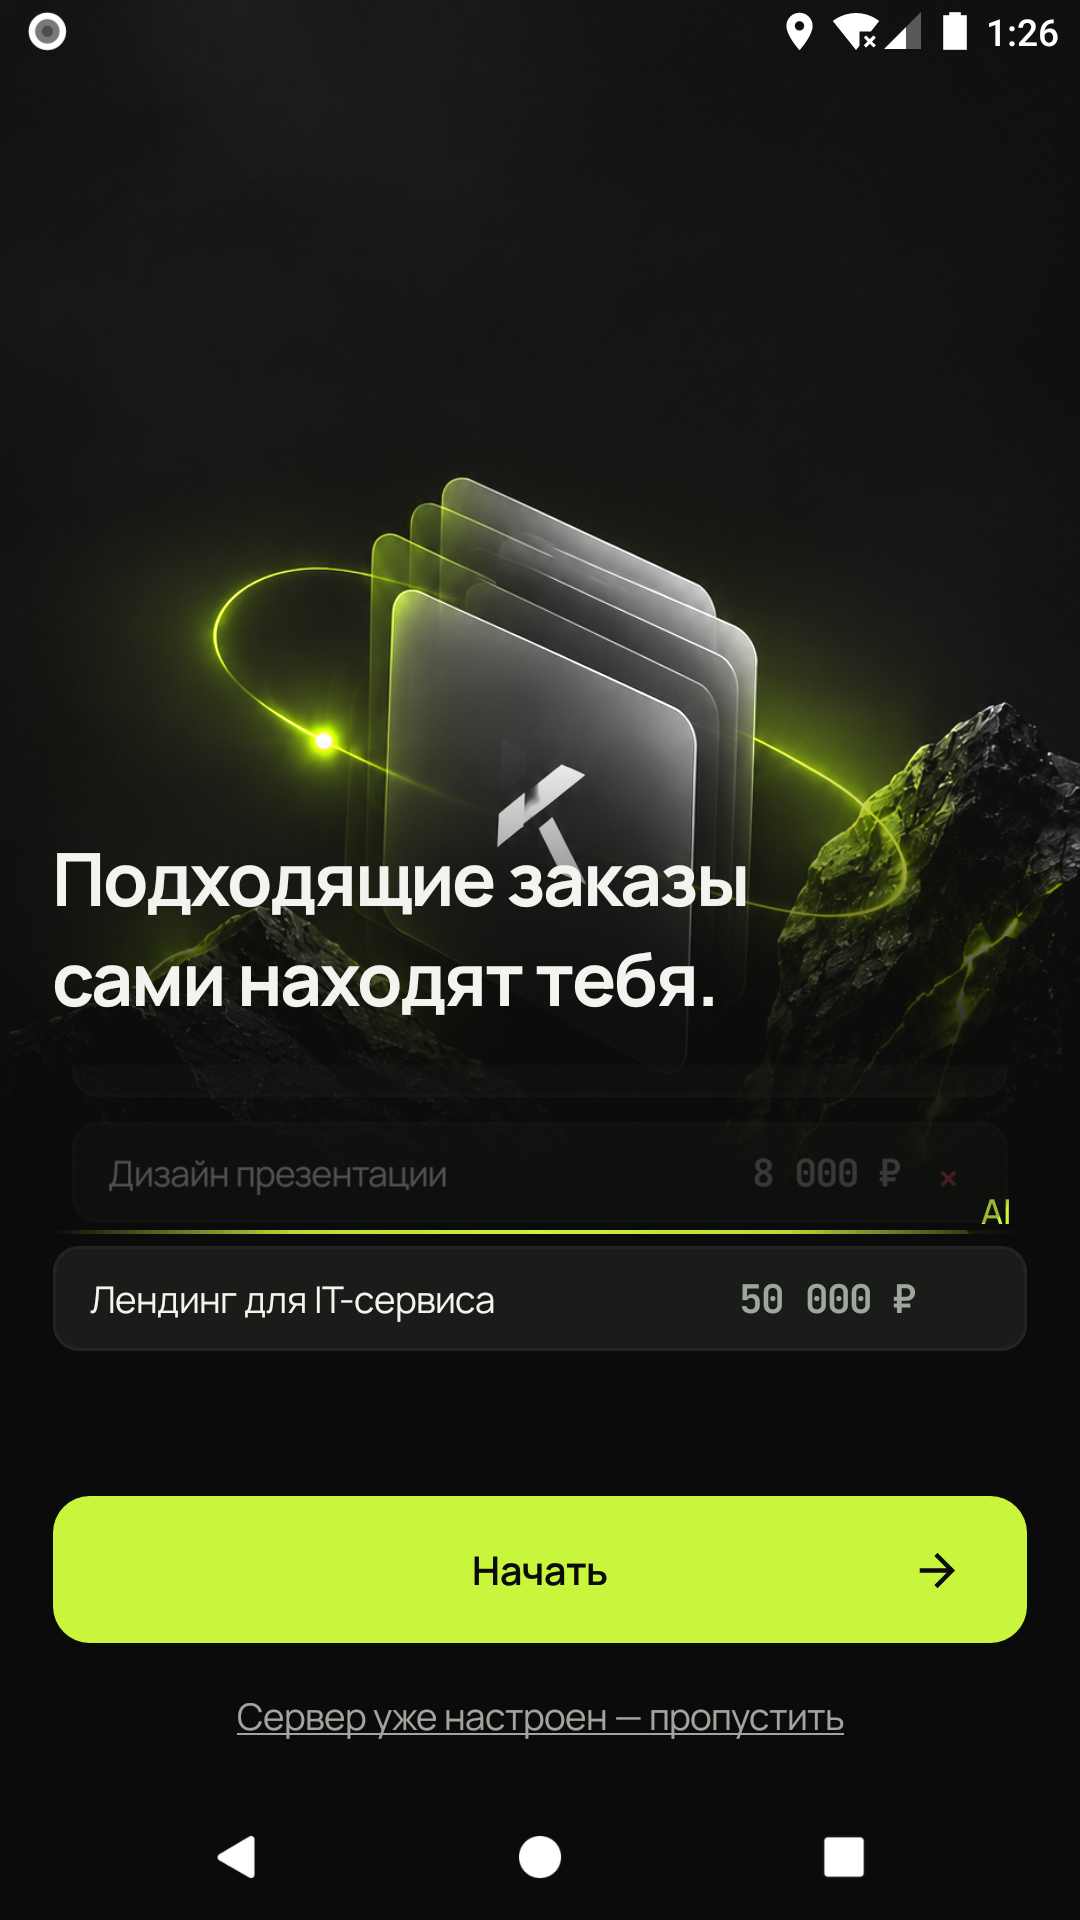 1:26
Подходящие заказы
сами находят тебя.
Дизайн презентации 8 000 ₽ ×
AI
Лендинг для IT-сервиса 50 000 ₽
Начать →
Сервер уже настроен — пропустить